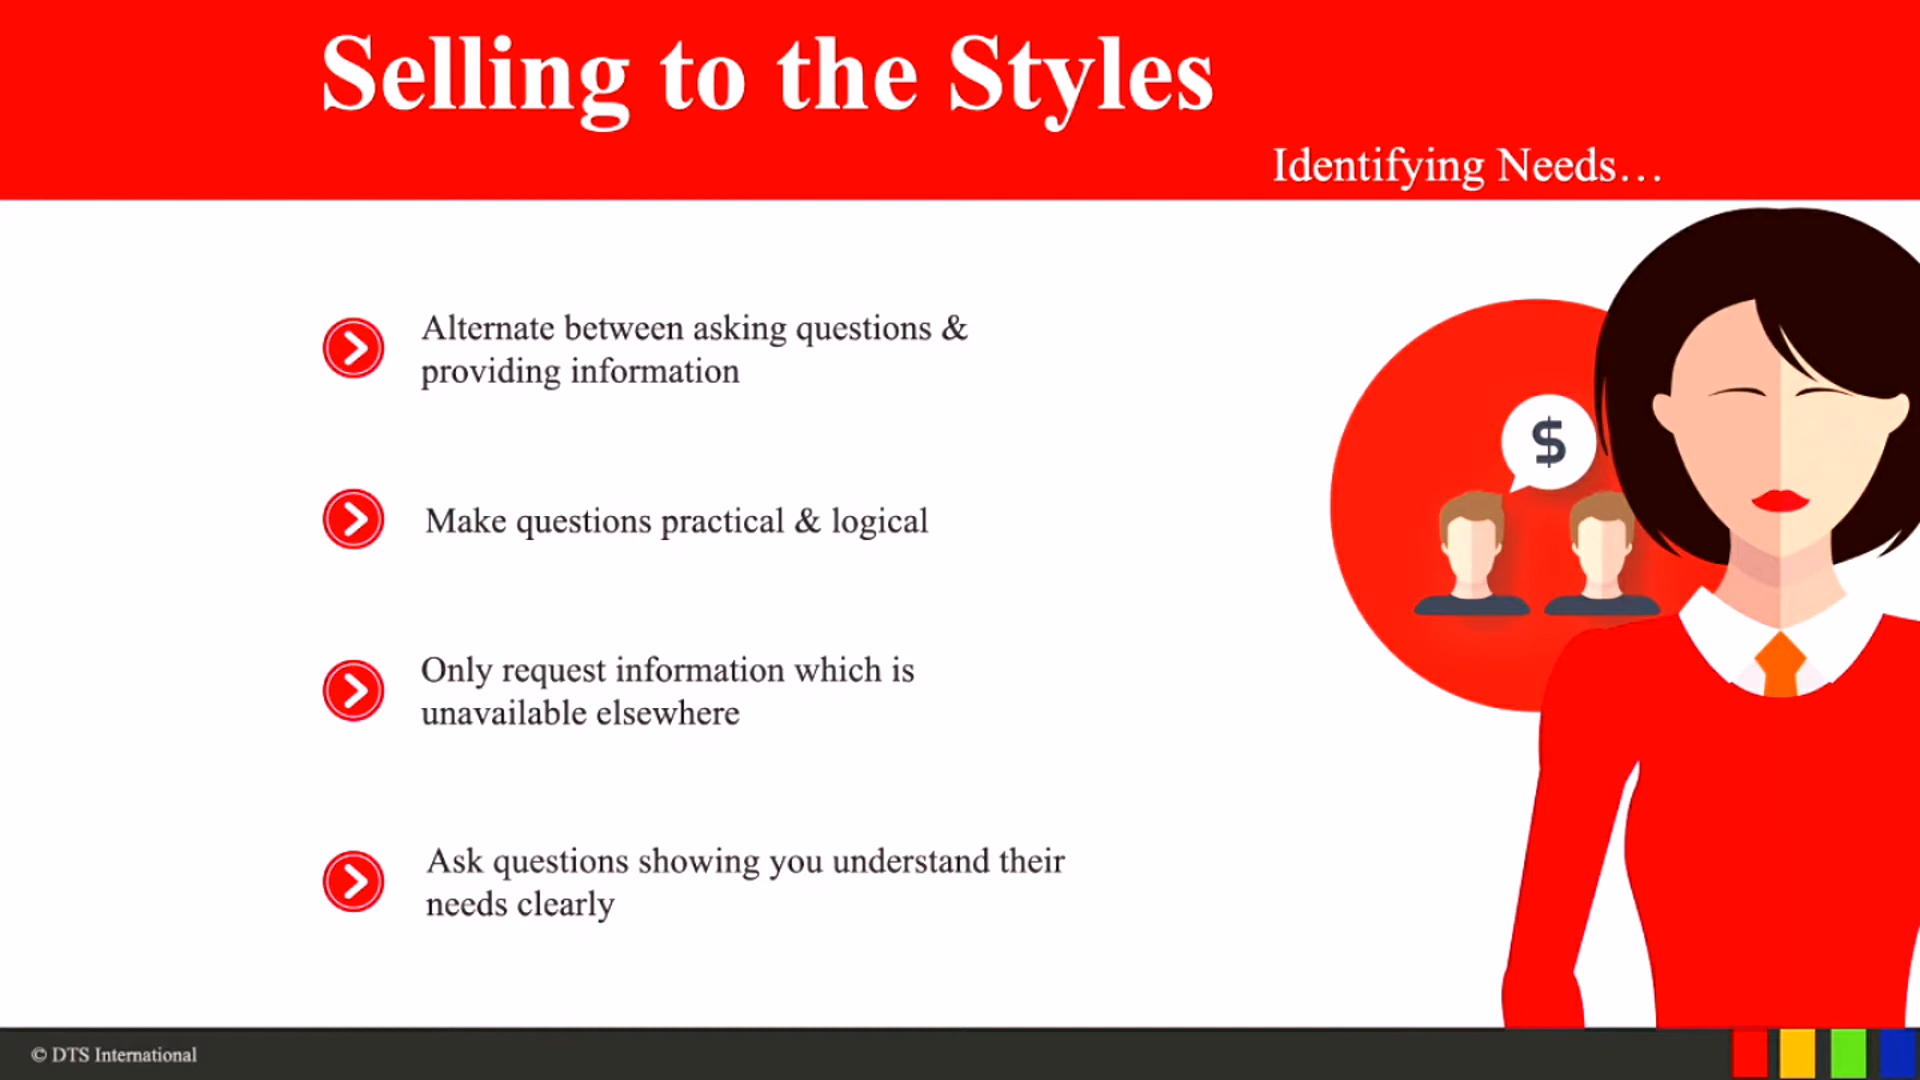 Selling to the Styles
Identifying Needs...
Alternate between asking questions &
providing information
Make questions practical & logical
Only request information which is
unavailable elsewhere
Ask questions showing you understand their
needs clearly
$
© DTS International